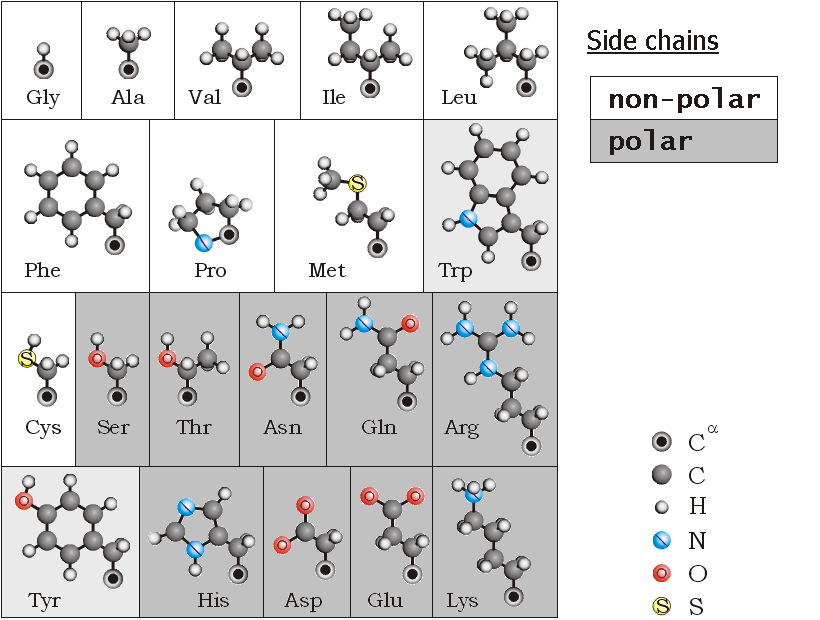 Side chains
non-polar
polar
Gly Ala Val Ile Leu
S
Phe Pro Met Trp
S
Cys Ser Thr Asn Gln Arg
Tyr His Asp Glu Lys
Cα
C
H
N
O
S S